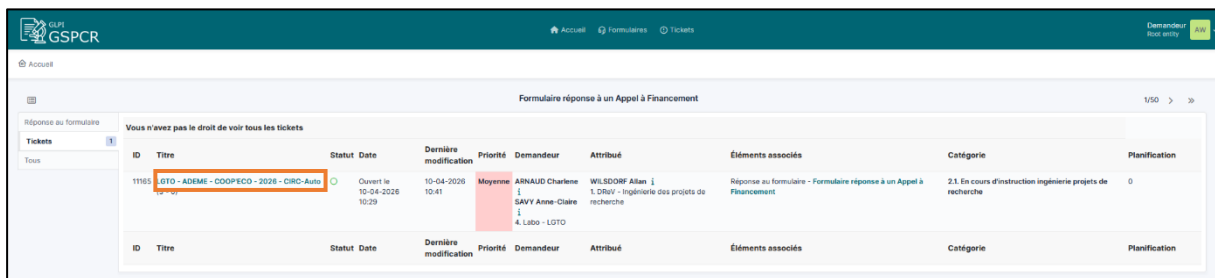 GLPI
GSPCR
Accueil Formulaires Tickets
Demandeur
Root entity
AW
Accueil
Formulaire réponse à un Appel à Financement
1/50
Réponse au formulaire
Tickets 1
Tous
Vous n'avez pas le droit de voir tous les tickets
ID Titre Statut Date Dernière modification Priorité Demandeur Attribué Éléments associés Catégorie Planification
11165 LGTO - ADEME - COOP'ECO - 2026 - CIRC-Auto Ouvert le 10-04-2026 10:29 10-04-2026 10:41 Moyenne ARNAUD Charlene i SAVY Anne-Claire i 4. Labo - LGTO WILSDORF Allan i 1. DReV - Ingénierie des projets de recherche Réponse au formulaire - Formulaire réponse à un Appel à Financement 2.1. En cours d'instruction ingénierie projets de recherche 0
ID Titre Statut Date Dernière modification Priorité Demandeur Attribué Éléments associés Catégorie Planification